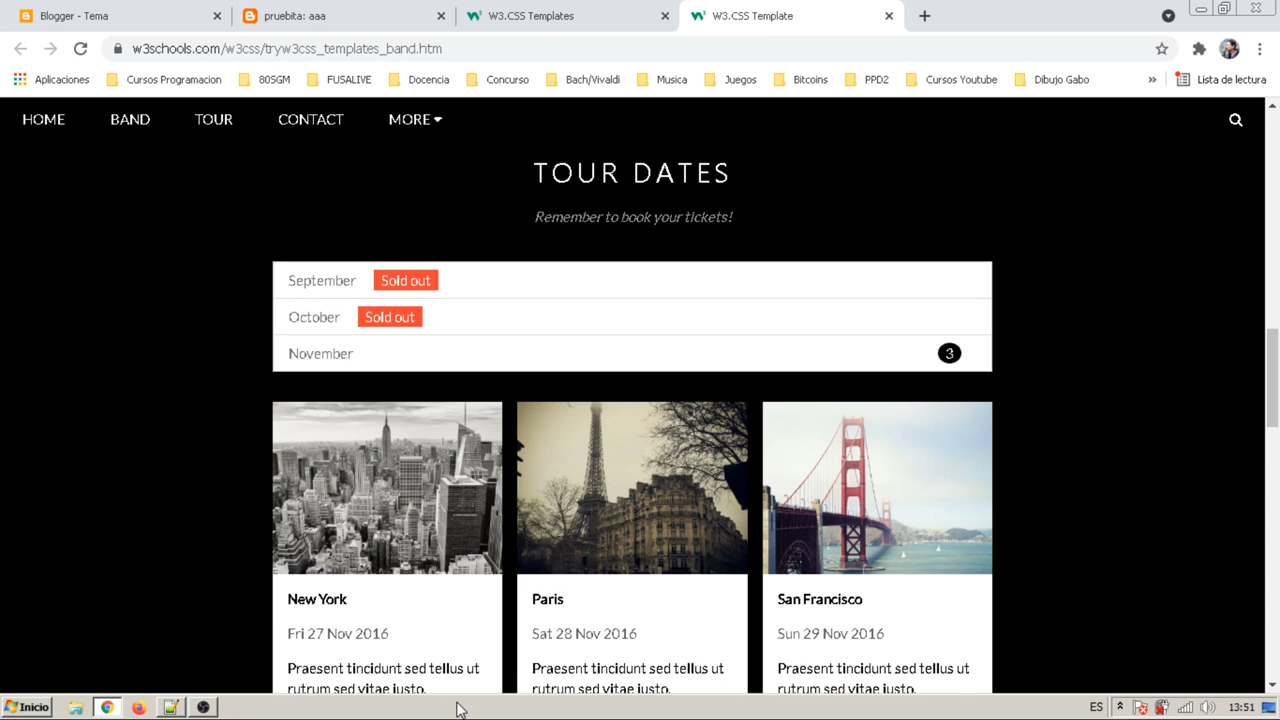 Blogger - Tema
pruebita: aaa
W3.CSS Templates
W3.CSS Template
w3schools.com/w3css/tryw3css_templates_band.htm
Aplicaciones Cursos Programacion 80SGM FUSALIVE Docencia Concurso Bach/Vivaldi Musica Juegos Bitcoins PPD2 Cursos Youtube Dibujo Gabo » Lista de lectura
HOME BAND TOUR CONTACT MORE
TOUR DATES
Remember to book your tickets!
September Sold out
October Sold out
November 3
New York
Fri 27 Nov 2016
Praesent tincidunt sed tellus ut
rutrum sed vitae justo.
Paris
Sat 28 Nov 2016
Praesent tincidunt sed tellus ut
rutrum sed vitae justo.
San Francisco
Sun 29 Nov 2016
Praesent tincidunt sed tellus ut
rutrum sed vitae justo.
Inicio ES 13:51